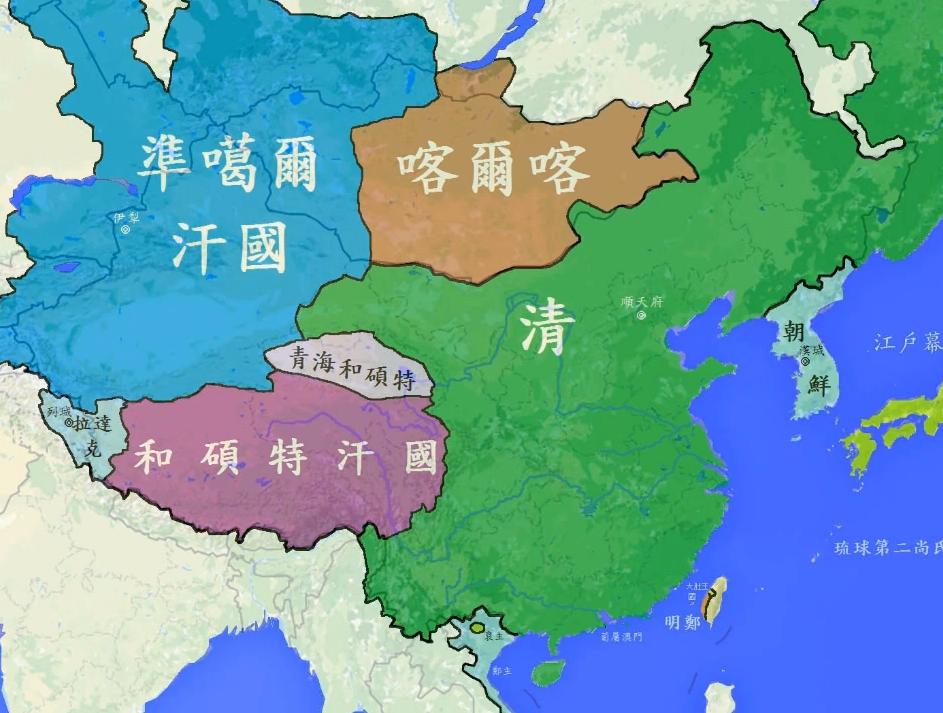 準噶爾
汗國
伊犁
喀爾喀
清
順天府
朝
漢城
鮮
江戶幕
青海和碩特
列城
拉達
克
和碩特汗國
琉球第二尚氏
大肚王
國
明鄭
葡屬澳門
莫主
鄭主